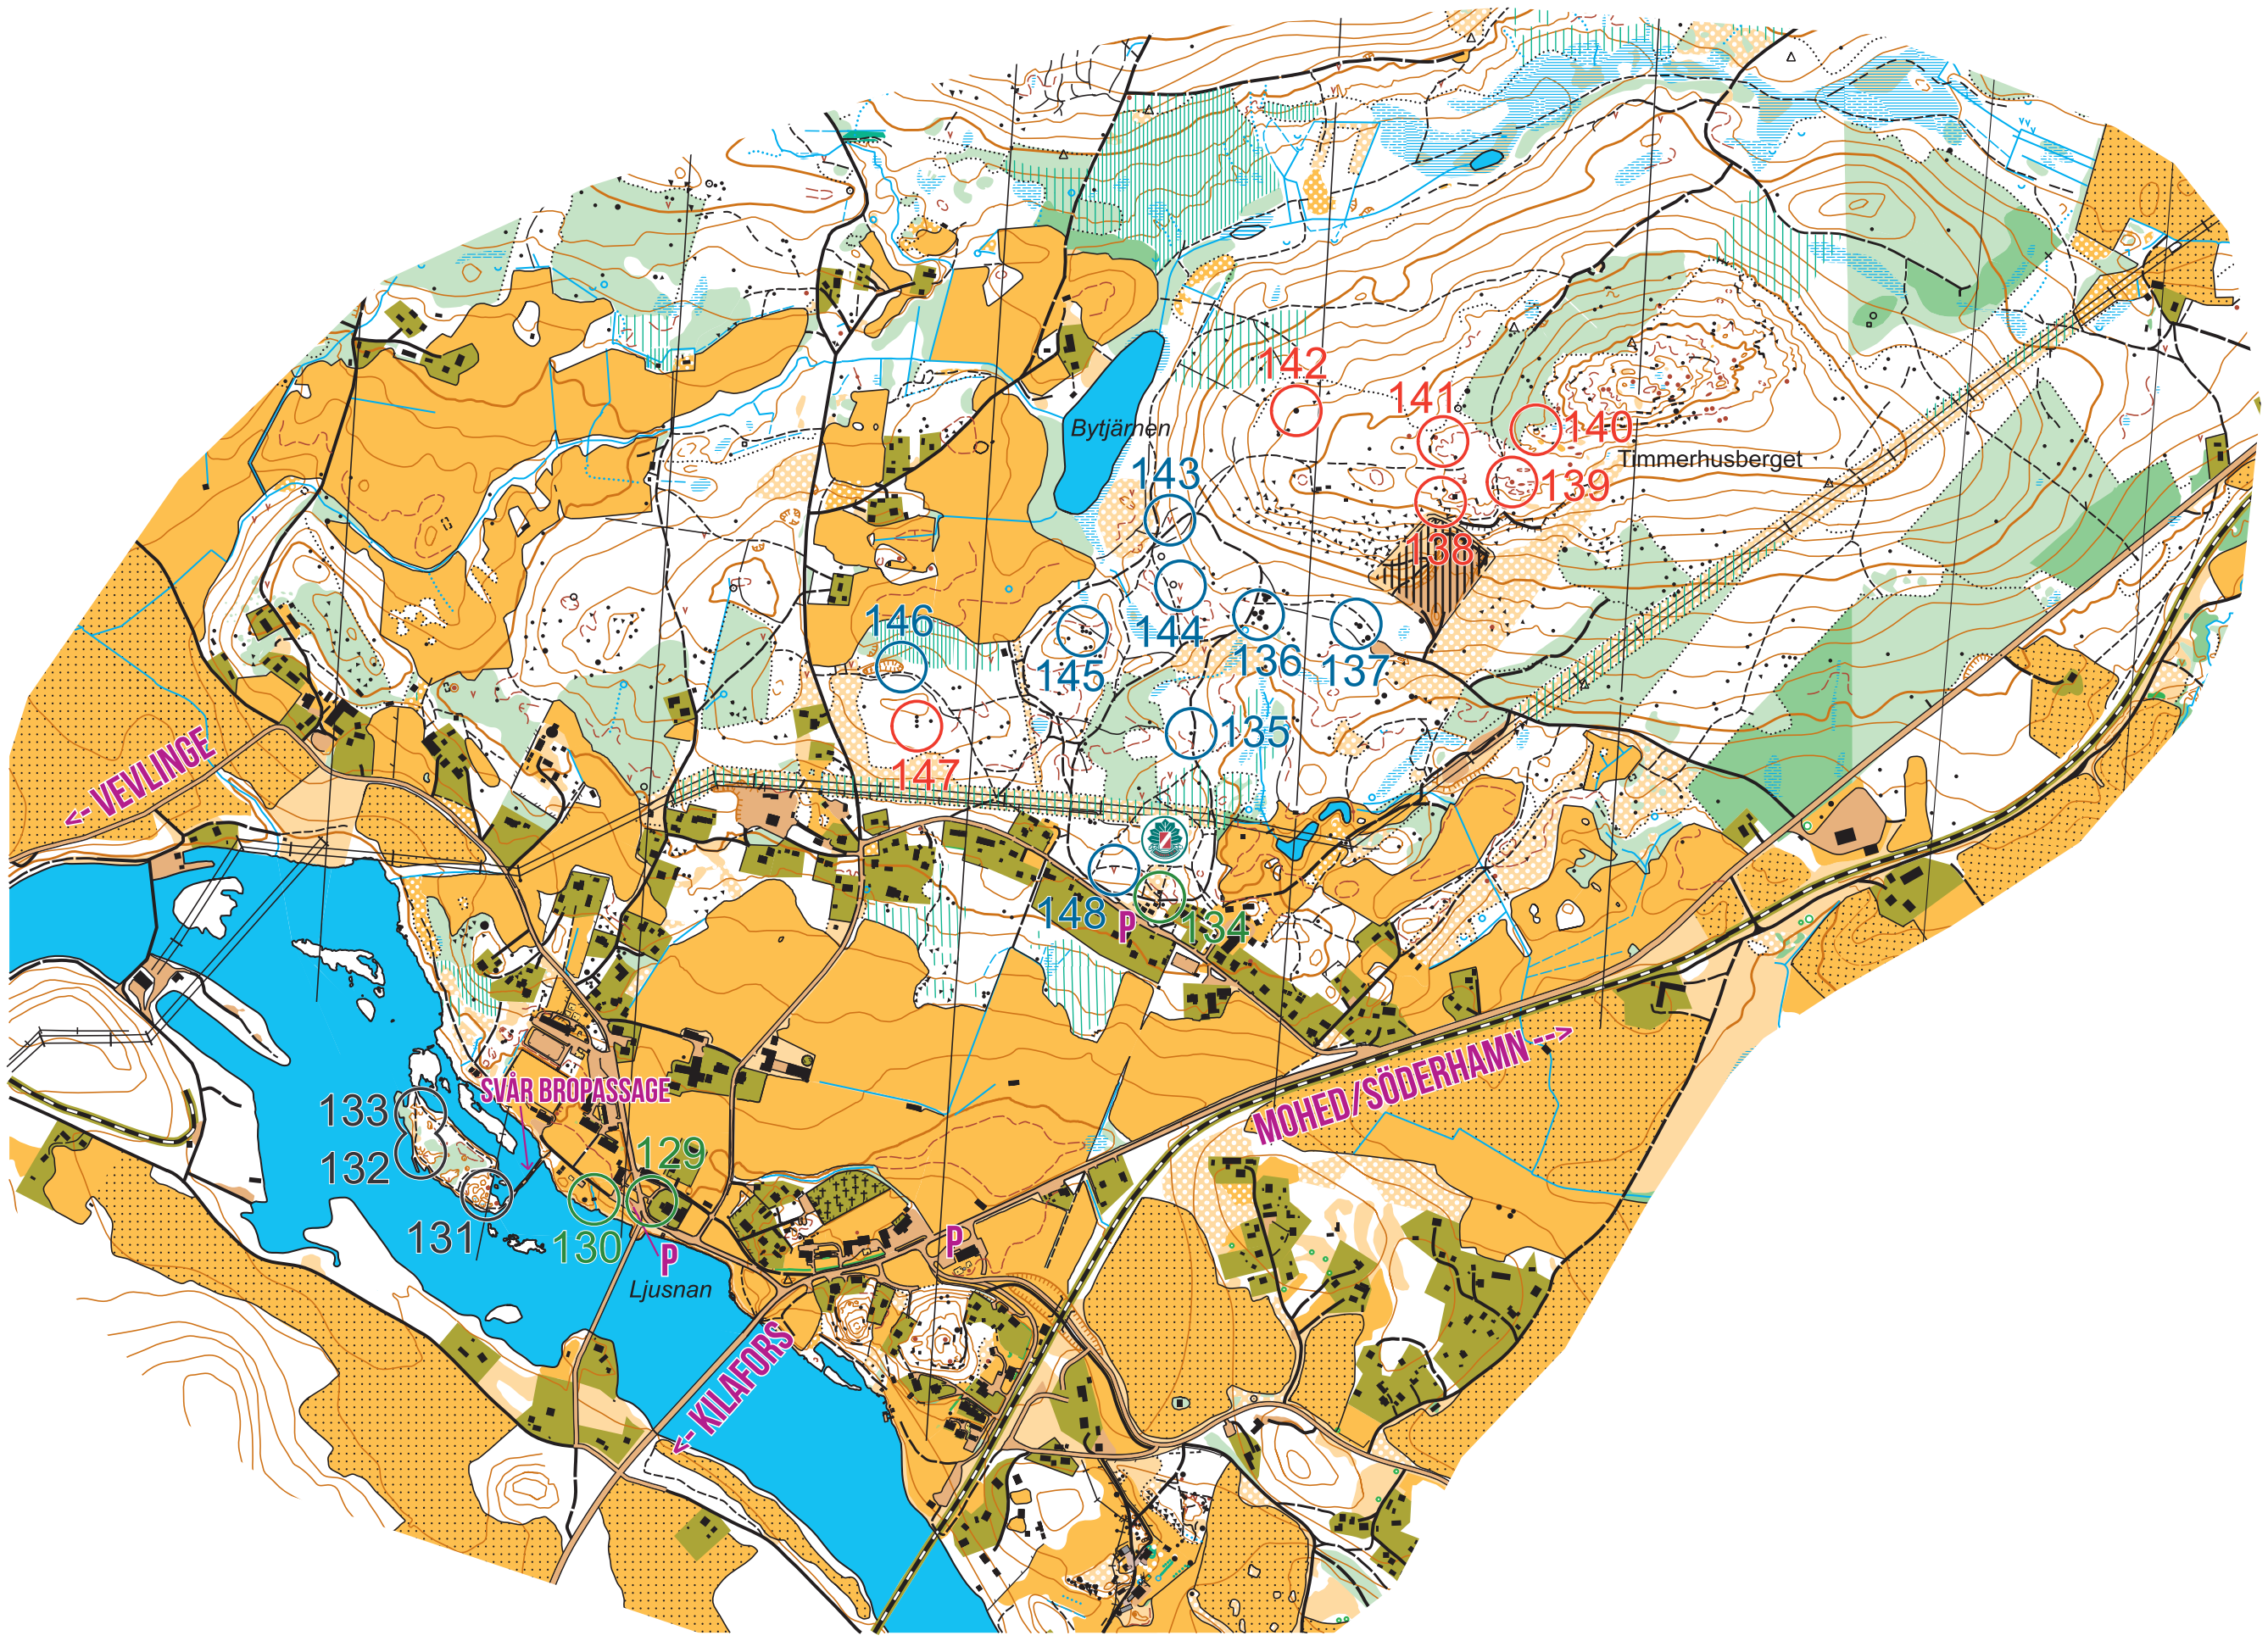 142
141
140
Bytjärnen
Timmerhusberget
143
139
138
146
144
136
137
145
135
<-- VEVLINGE
147
148
P
134
MOHED/SÖDERHAMN -->
SVÅR BROPASSAGE
133
132
129
131
130
P
P
Ljusnan
<-- KILAFORS